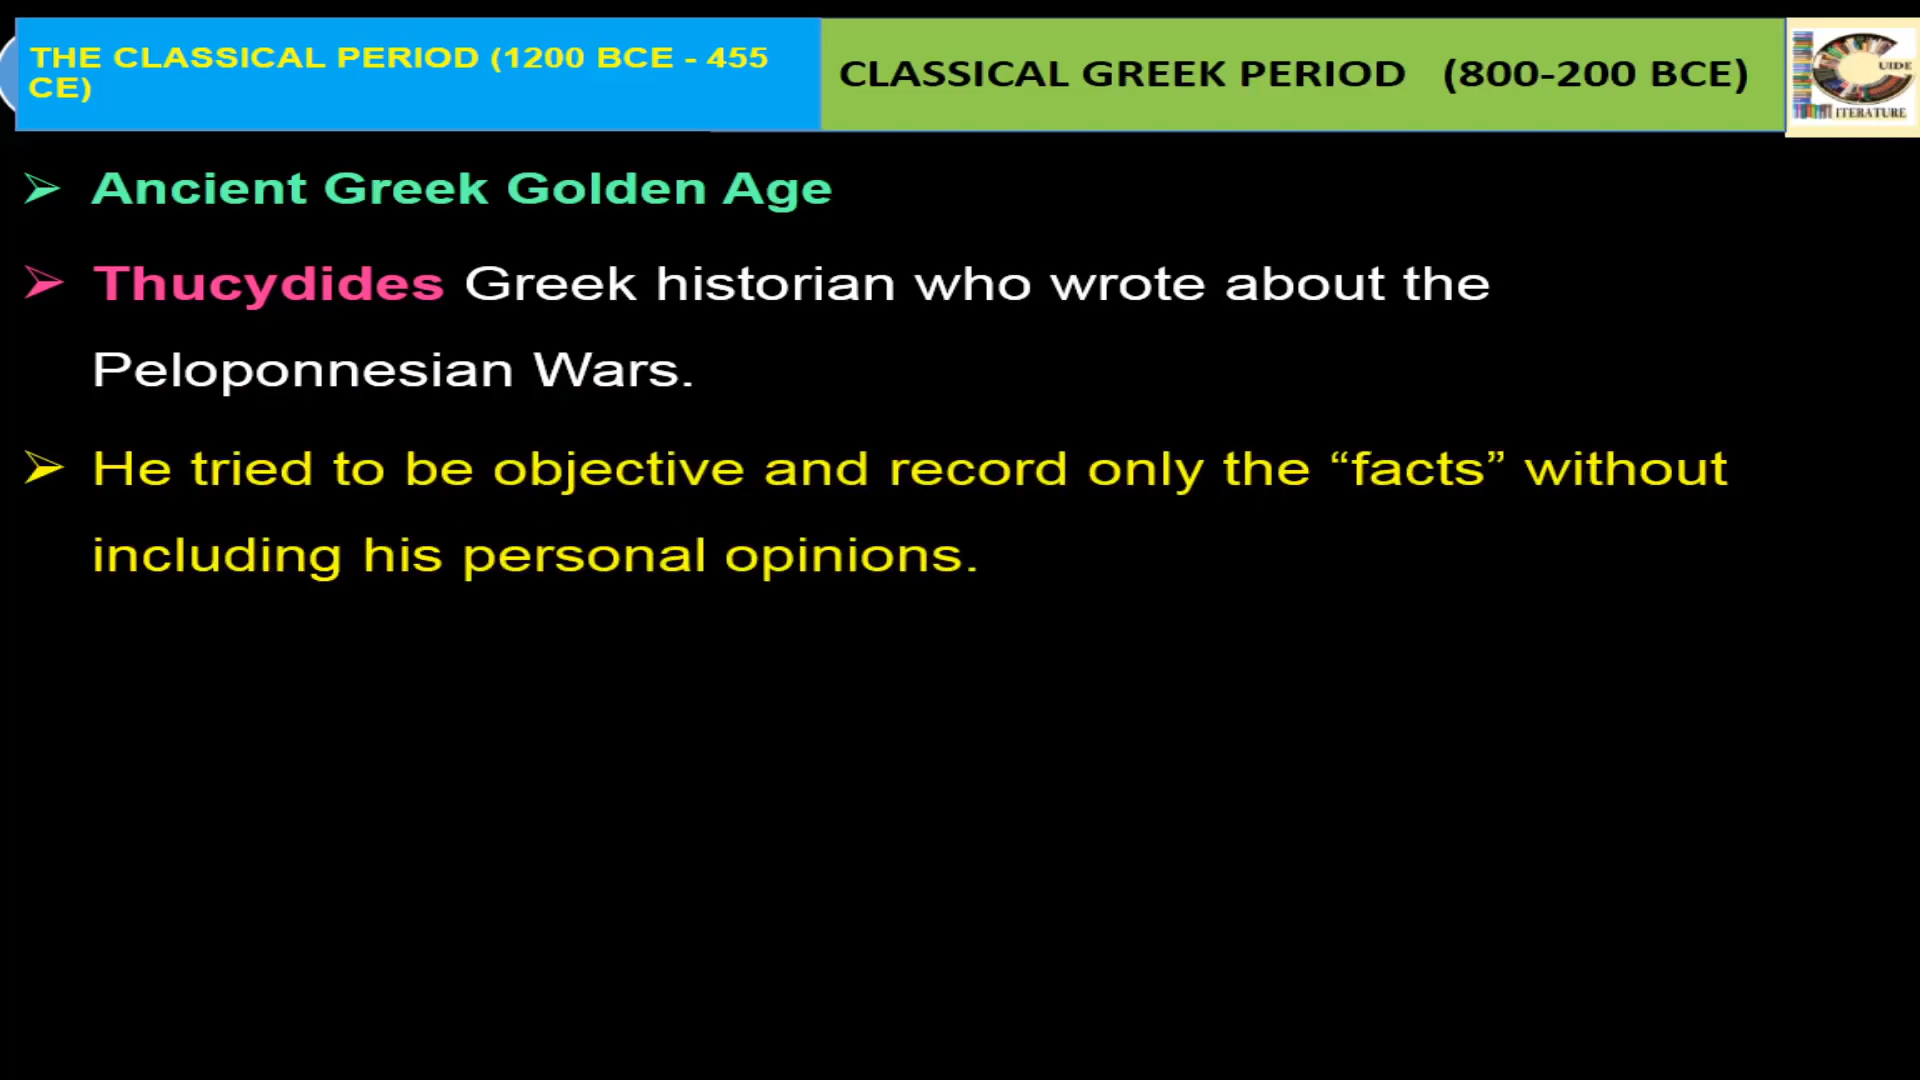 THE CLASSICAL PERIOD (1200 BCE - 455
CE)
CLASSICAL GREEK PERIOD (800-200 BCE)
UIDE
ITERATURE
➢ Ancient Greek Golden Age
➢ Thucydides Greek historian who wrote about the
Peloponnesian Wars.
➢ He tried to be objective and record only the “facts” without
including his personal opinions.